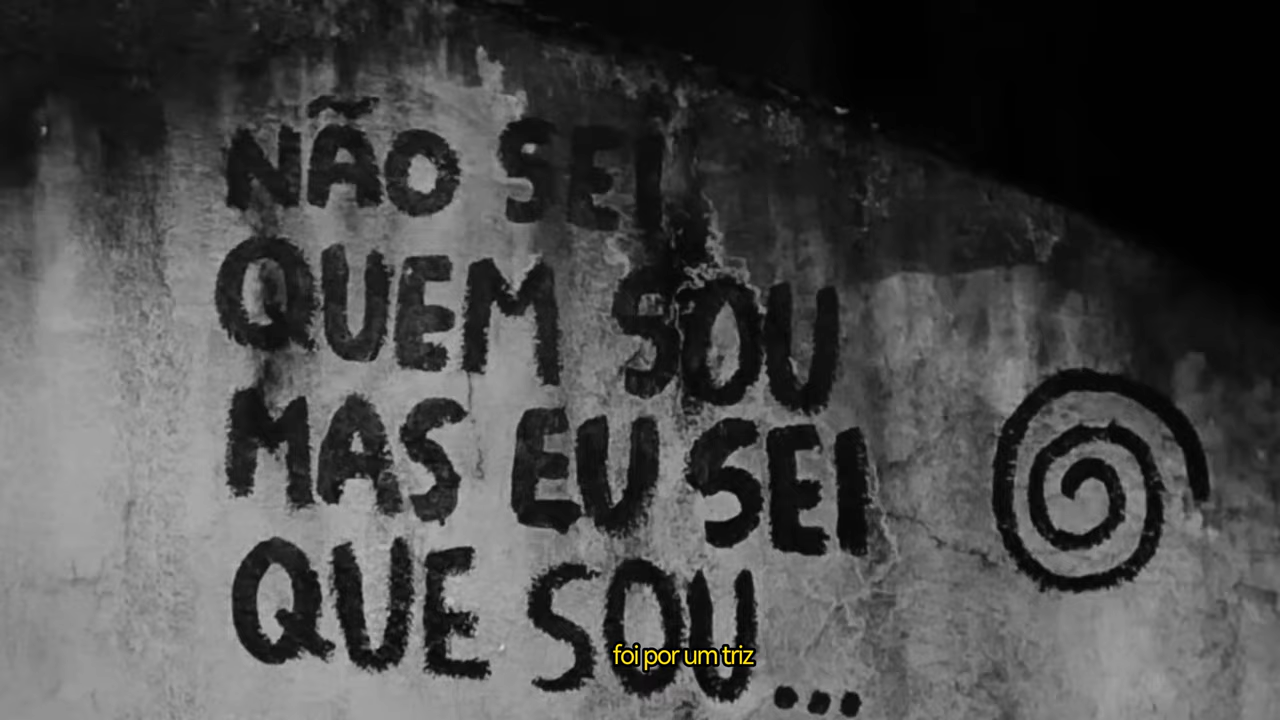 NÃO SEI
QUEM SOU
MAS EU SEI
QUE SOU...
foi por um triz